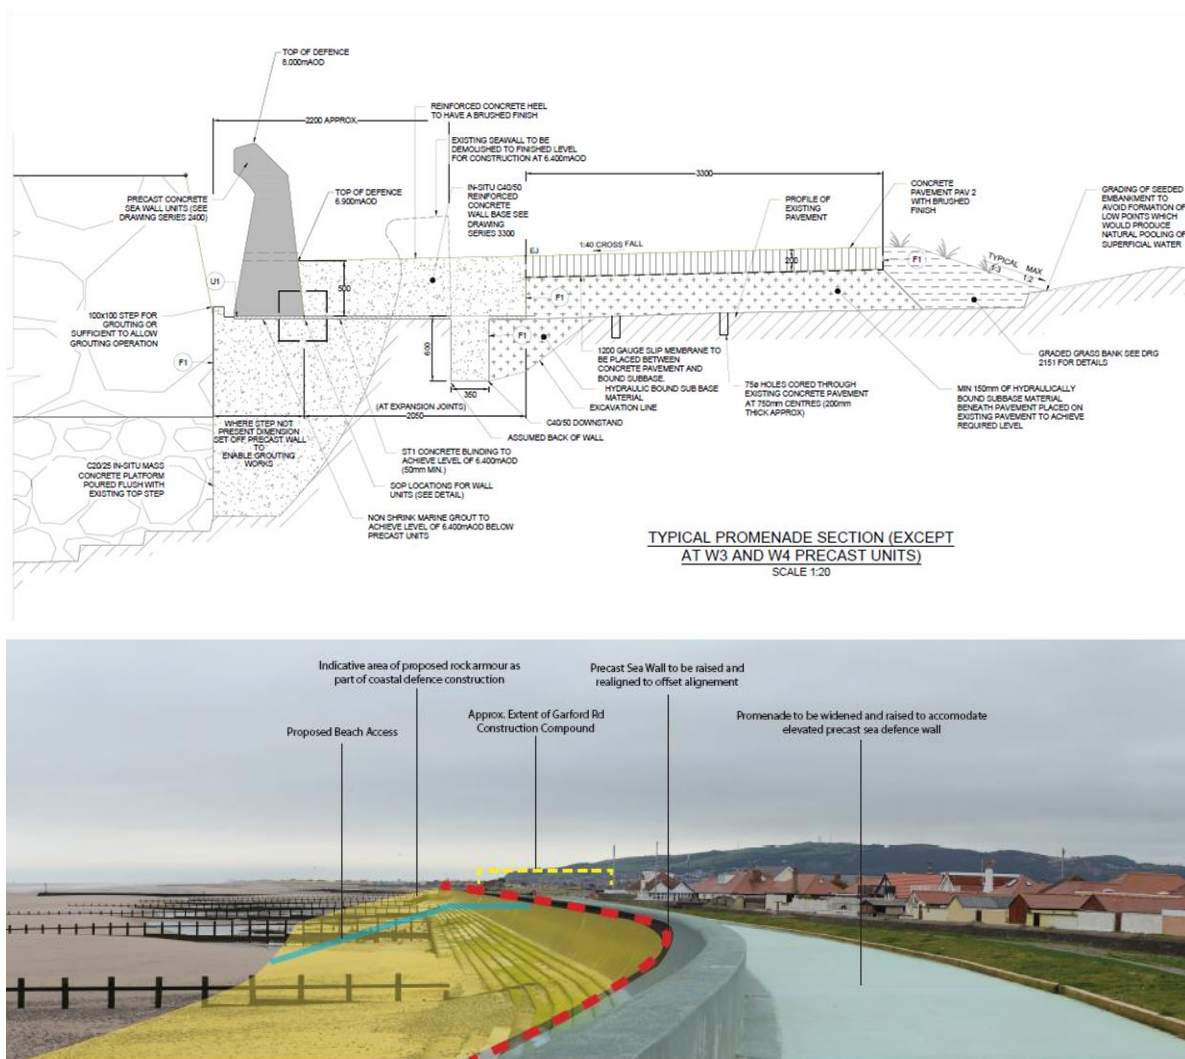 TOP OF DEFENCE
8.000mAOD
2200 APPROX.
REINFORCED CONCRETE HEEL
TO HAVE A BRUSHED FINISH
EXISTING SEAWALL TO BE
DEMOLISHED TO FINISHED LEVEL
FOR CONSTRUCTION AT 6.400mAOD
PRECAST CONCRETE
SEA WALL UNITS (SEE
DRAWING SERIES 2400)
TOP OF DEFENCE
6.900mAOD
IN-SITU C40/50
REINFORCED
CONCRETE
WALL BASE SEE
DRAWING
SERIES 3300
3300
PROFILE OF
EXISTING
PAVEMENT
CONCRETE
PAVEMENT PAV 2
WITH BRUSHED
FINISH
GRADING OF SEEDED
EMBANKMENT TO
AVOID FORMATION OF
LOW POINTS WHICH
WOULD PRODUCE
NATURAL POOLING OF
SUPERFICIAL WATER
EJ
1:40 CROSS FALL
200
F1
TYPICAL
1:3
MAX
1:2
U1
500
F1
100x100 STEP FOR
GROUTING OR
SUFFICIENT TO ALLOW
GROUTING OPERATION
F1
600
F1
350
1200 GAUGE SLIP MEMBRANE TO
BE PLACED BETWEEN
CONCRETE PAVEMENT AND
BOUND SUBBASE.
HYDRAULIC BOUND SUB BASE
MATERIAL
EXCAVATION LINE
75ø HOLES CORED THROUGH
EXISTING CONCRETE PAVEMENT
AT 750mm CENTRES (200mm
THICK APPROX)
MIN 150mm OF HYDRAULICALLY
BOUND SUBBASE MATERIAL
BENEATH PAVEMENT PLACED ON
EXISTING PAVEMENT TO ACHIEVE
REQUIRED LEVEL
GRADED GRASS BANK SEE DRG
2151 FOR DETAILS
(AT EXPANSION JOINTS)
2050
C40/50 DOWNSTAND
ASSUMED BACK OF WALL
WHERE STEP NOT
PRESENT DIMENSION
SET OFF PRECAST WALL
TO
ENABLE GROUTING
WORKS
ST1 CONCRETE BLINDING TO
ACHIEVE LEVEL OF 6.400mAOD
(50mm MIN.)
C20/25 IN-SITU MASS
CONCRETE PLATFORM
POURED FLUSH WITH
EXISTING TOP STEP
SOP LOCATIONS FOR WALL
UNITS (SEE DETAIL)
NON SHRINK MARINE GROUT TO
ACHIEVE LEVEL OF 6.400mAOD BELOW
PRECAST UNITS
TYPICAL PROMENADE SECTION (EXCEPT
AT W3 AND W4 PRECAST UNITS)
SCALE 1:20
Indicative area of proposed rock armour as
part of coastal defence construction
Precast Sea Wall to be raised and
realigned to offset alignement
Approx. Extent of Garford Rd
Construction Compound
Proposed Beach Access
Promenade to be widened and raised to accomodate
elevated precast sea defence wall